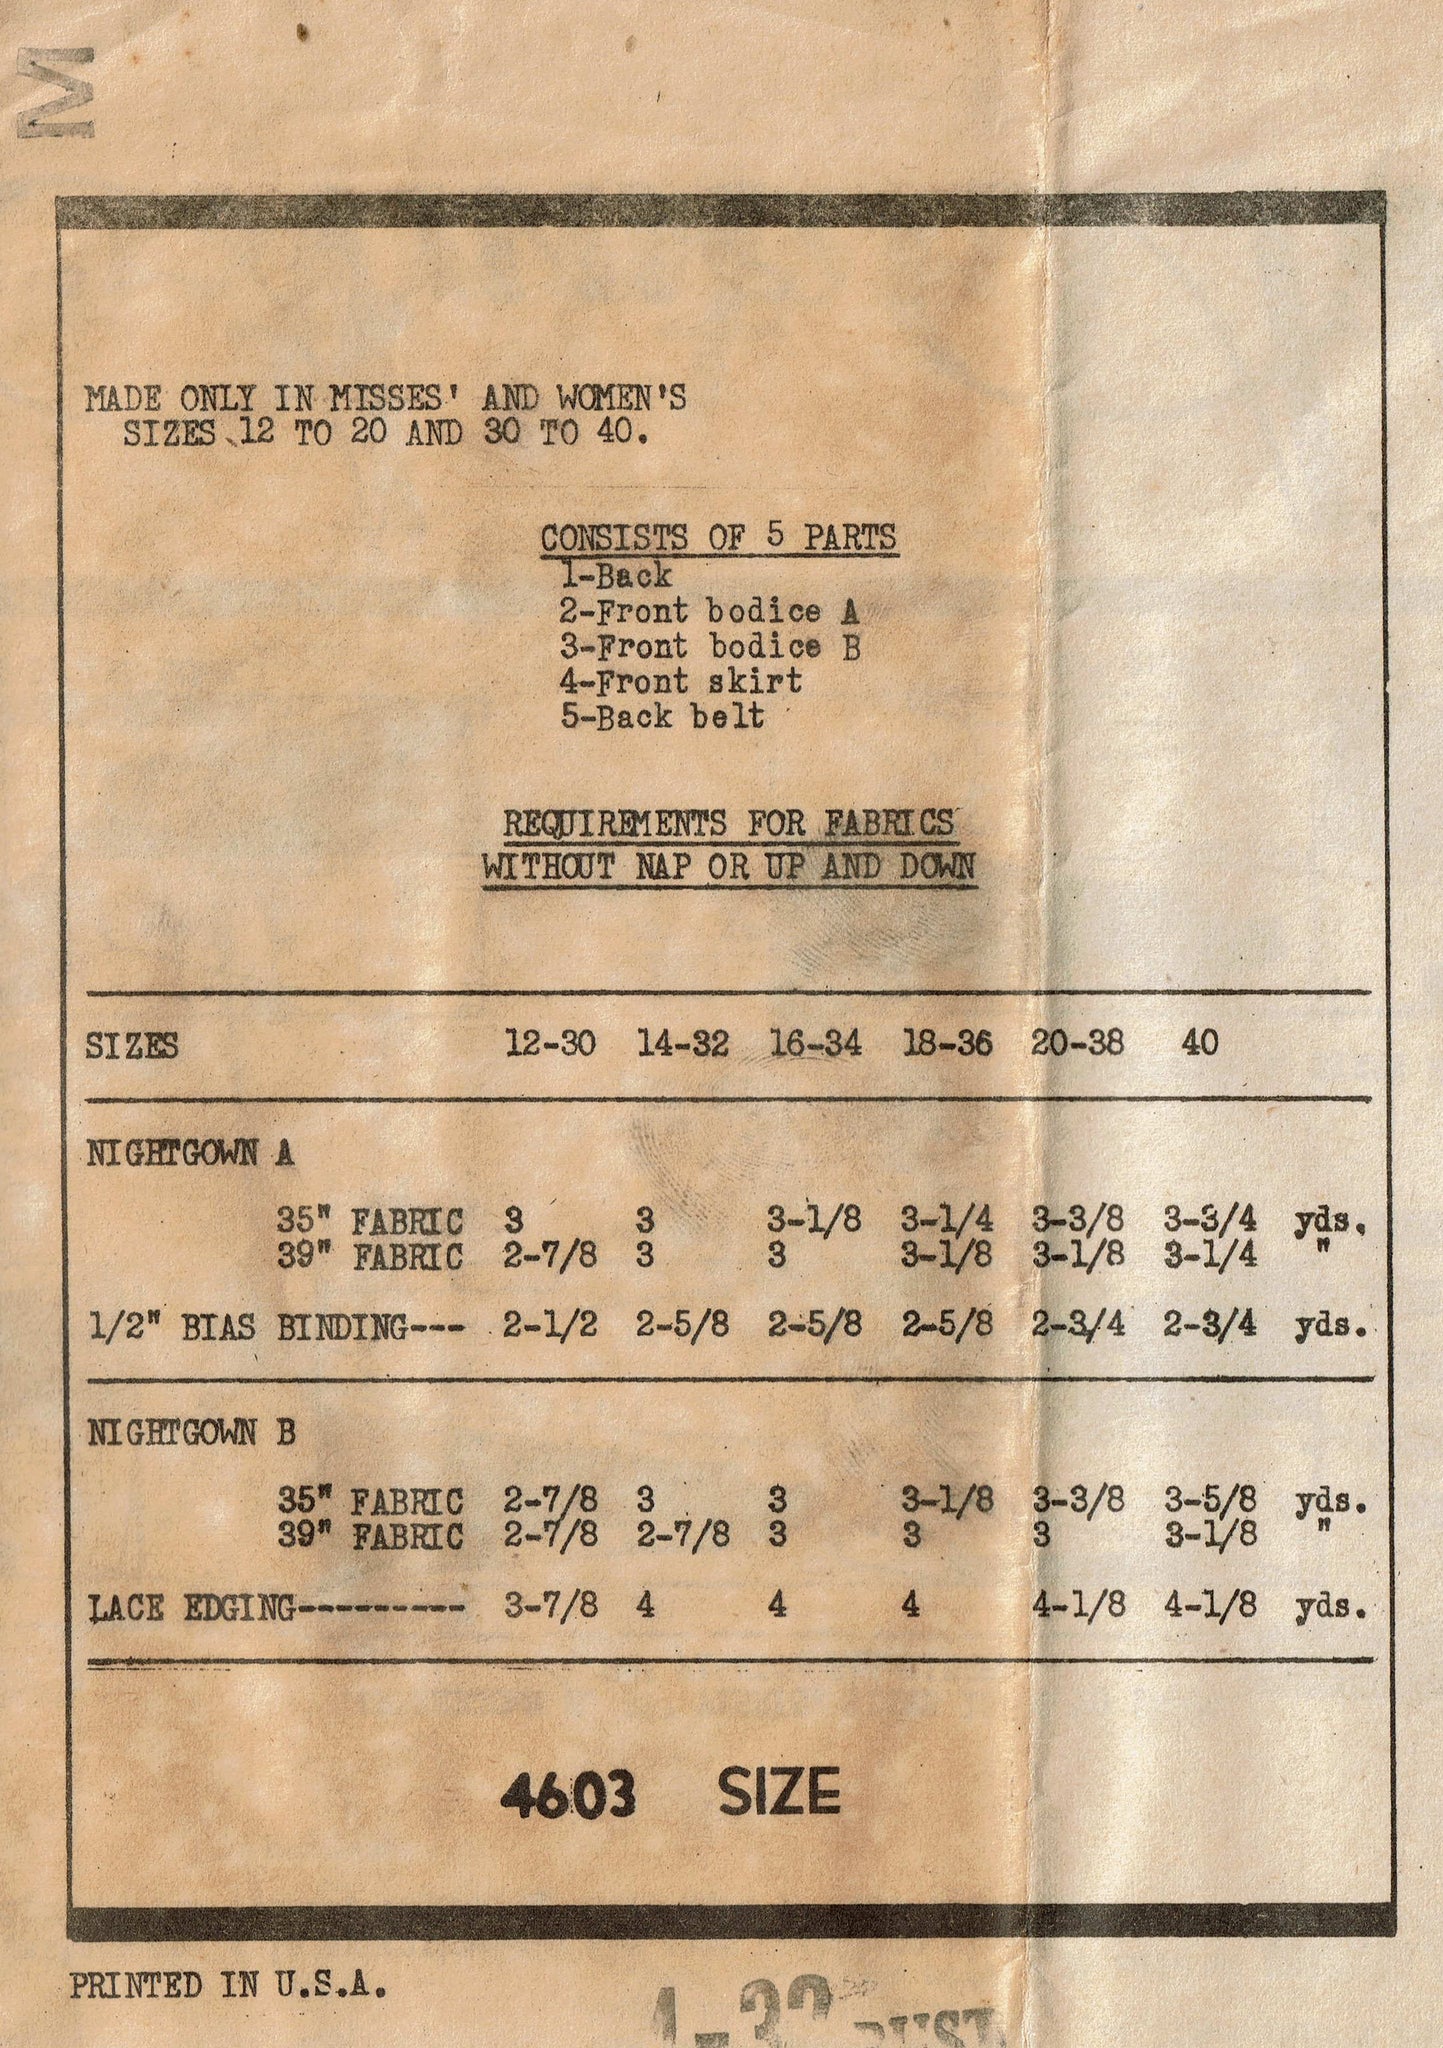 M
MADE ONLY IN MISSES' AND WOMEN'S
SIZES 12 TO 20 AND 30 TO 40.
CONSISTS OF 5 PARTS
1-Back
2-Front bodice A
3-Front bodice B
4-Front skirt
5-Back belt
REQUIREMENTS FOR FABRICS
WITHOUT NAP OR UP AND DOWN
SIZES 12-30 14-32 16-34 18-36 20-38 40
NIGHTGOWN A
35" FABRIC 3 3 3-1/8 3-1/4 3-3/8 3-3/4 yds.
39" FABRIC 2-7/8 3 3 3-1/8 3-1/8 3-1/4 "
1/2" BIAS BINDING--- 2-1/2 2-5/8 2-5/8 2-5/8 2-3/4 2-3/4 yds.
NIGHTGOWN B
35" FABRIC 2-7/8 3 3 3-1/8 3-3/8 3-5/8 yds.
39" FABRIC 2-7/8 2-7/8 3 3 3 3-1/8 "
LACE EDGING--------- 3-7/8 4 4 4 4-1/8 4-1/8 yds.
4603 SIZE
PRINTED IN U.S.A.